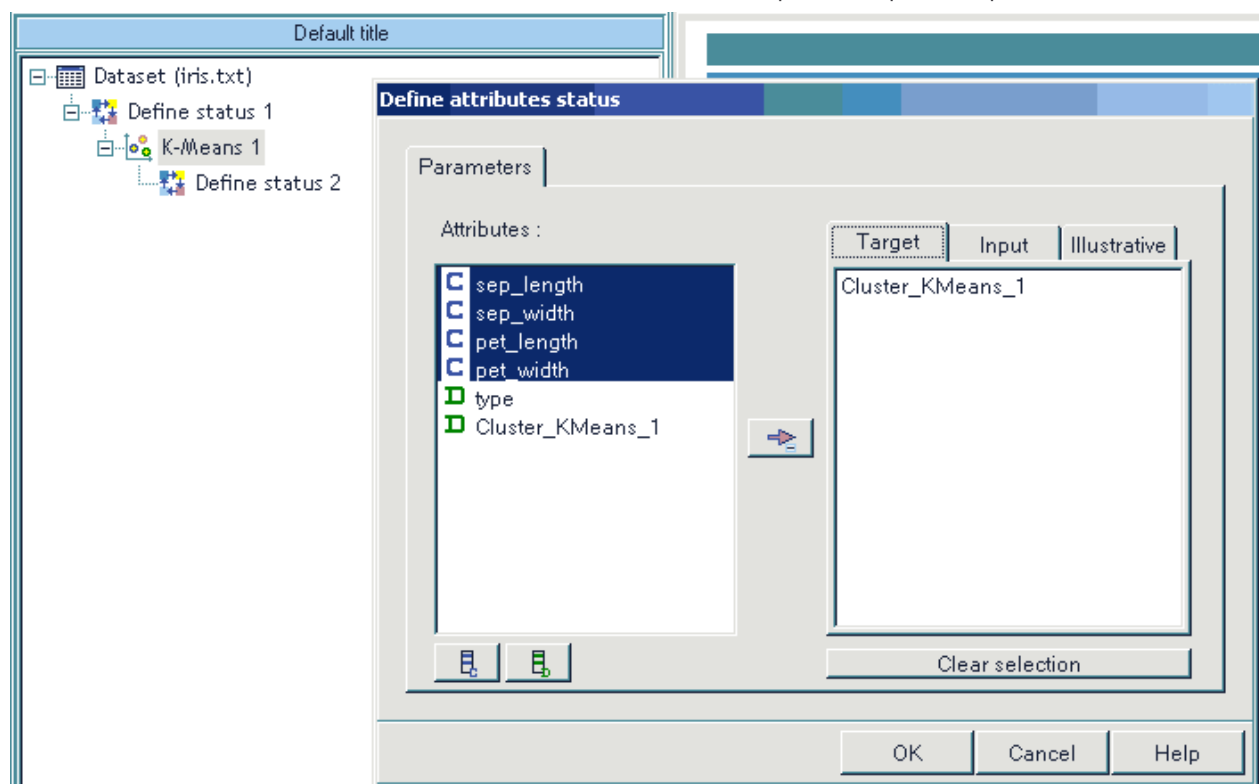 Default title
Dataset (iris.txt)
Define status 1
K-Means 1
Define status 2
Define attributes status
Parameters
Attributes :
C sep_length
C sep_width
C pet_length
C pet_width
D type
D Cluster_KMeans_1
Target Input Illustrative
Cluster_KMeans_1
C D
Clear selection
OK Cancel Help